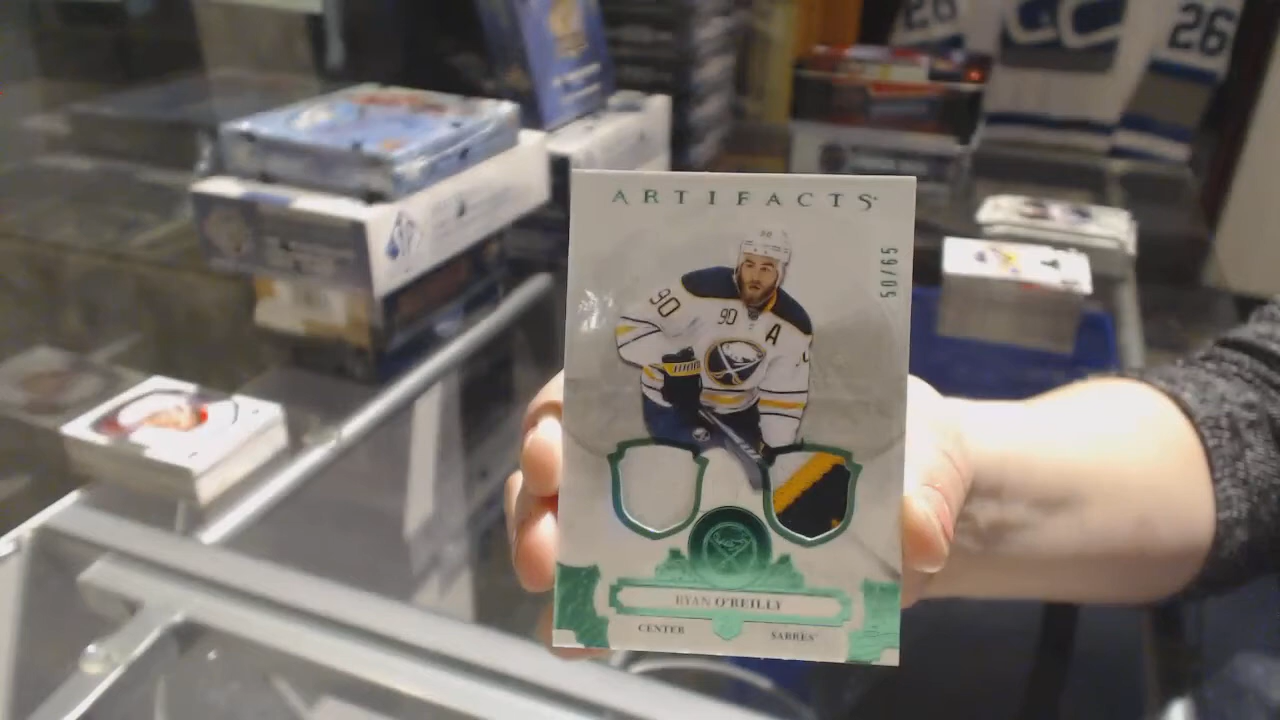 26
26
ARTIFACTS
50/65
90
90
A
RYAN O'REILLY
CENTER
SABRES